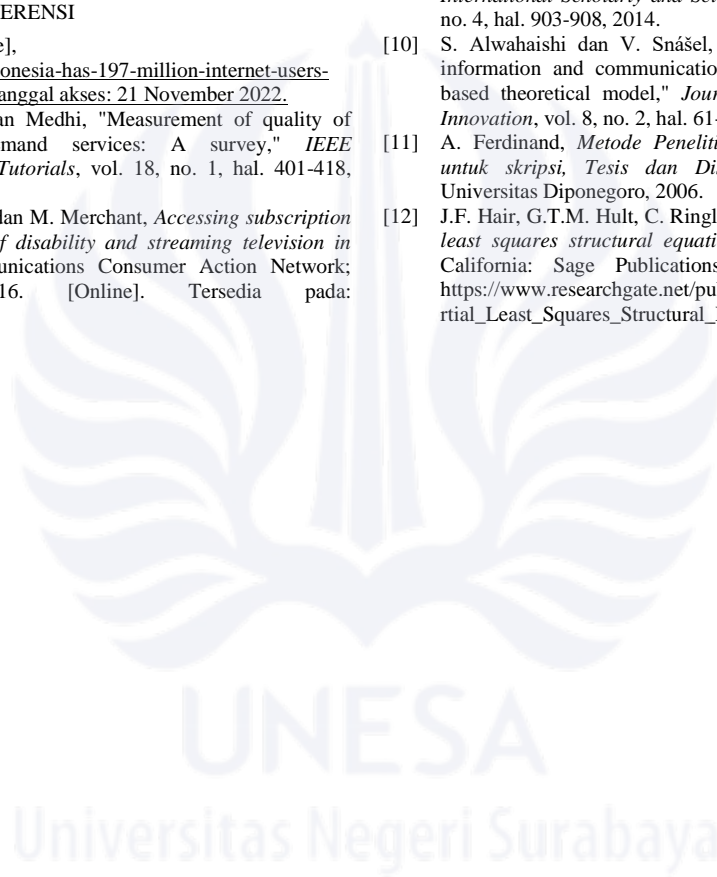 ERENSI
e],
onesia-has-197-million-internet-users-
anggal akses: 21 November 2022.
an Medhi, "Measurement of quality of
mand services: A survey," IEEE
Tutorials, vol. 18, no. 1, hal. 401-418,
dan M. Merchant, Accessing subscription
of disability and streaming television in
unications Consumer Action Network;
16. [Online]. Tersedia pada:
no. 4, hal. 903-908, 2014.
[10] S. Alwahaishi dan V. Snášel,
information and communication
based theoretical model," Jour
Innovation, vol. 8, no. 2, hal. 61-
[11] A. Ferdinand, Metode Peneliti
untuk skripsi, Tesis dan Di
Universitas Diponegoro, 2006.
[12] J.F. Hair, G.T.M. Hult, C. Ringl
least squares structural equati
California: Sage Publications
https://www.researchgate.net/pu
rtial_Least_Squares_Structural_
UNESA
Universitas Negeri Surabaya